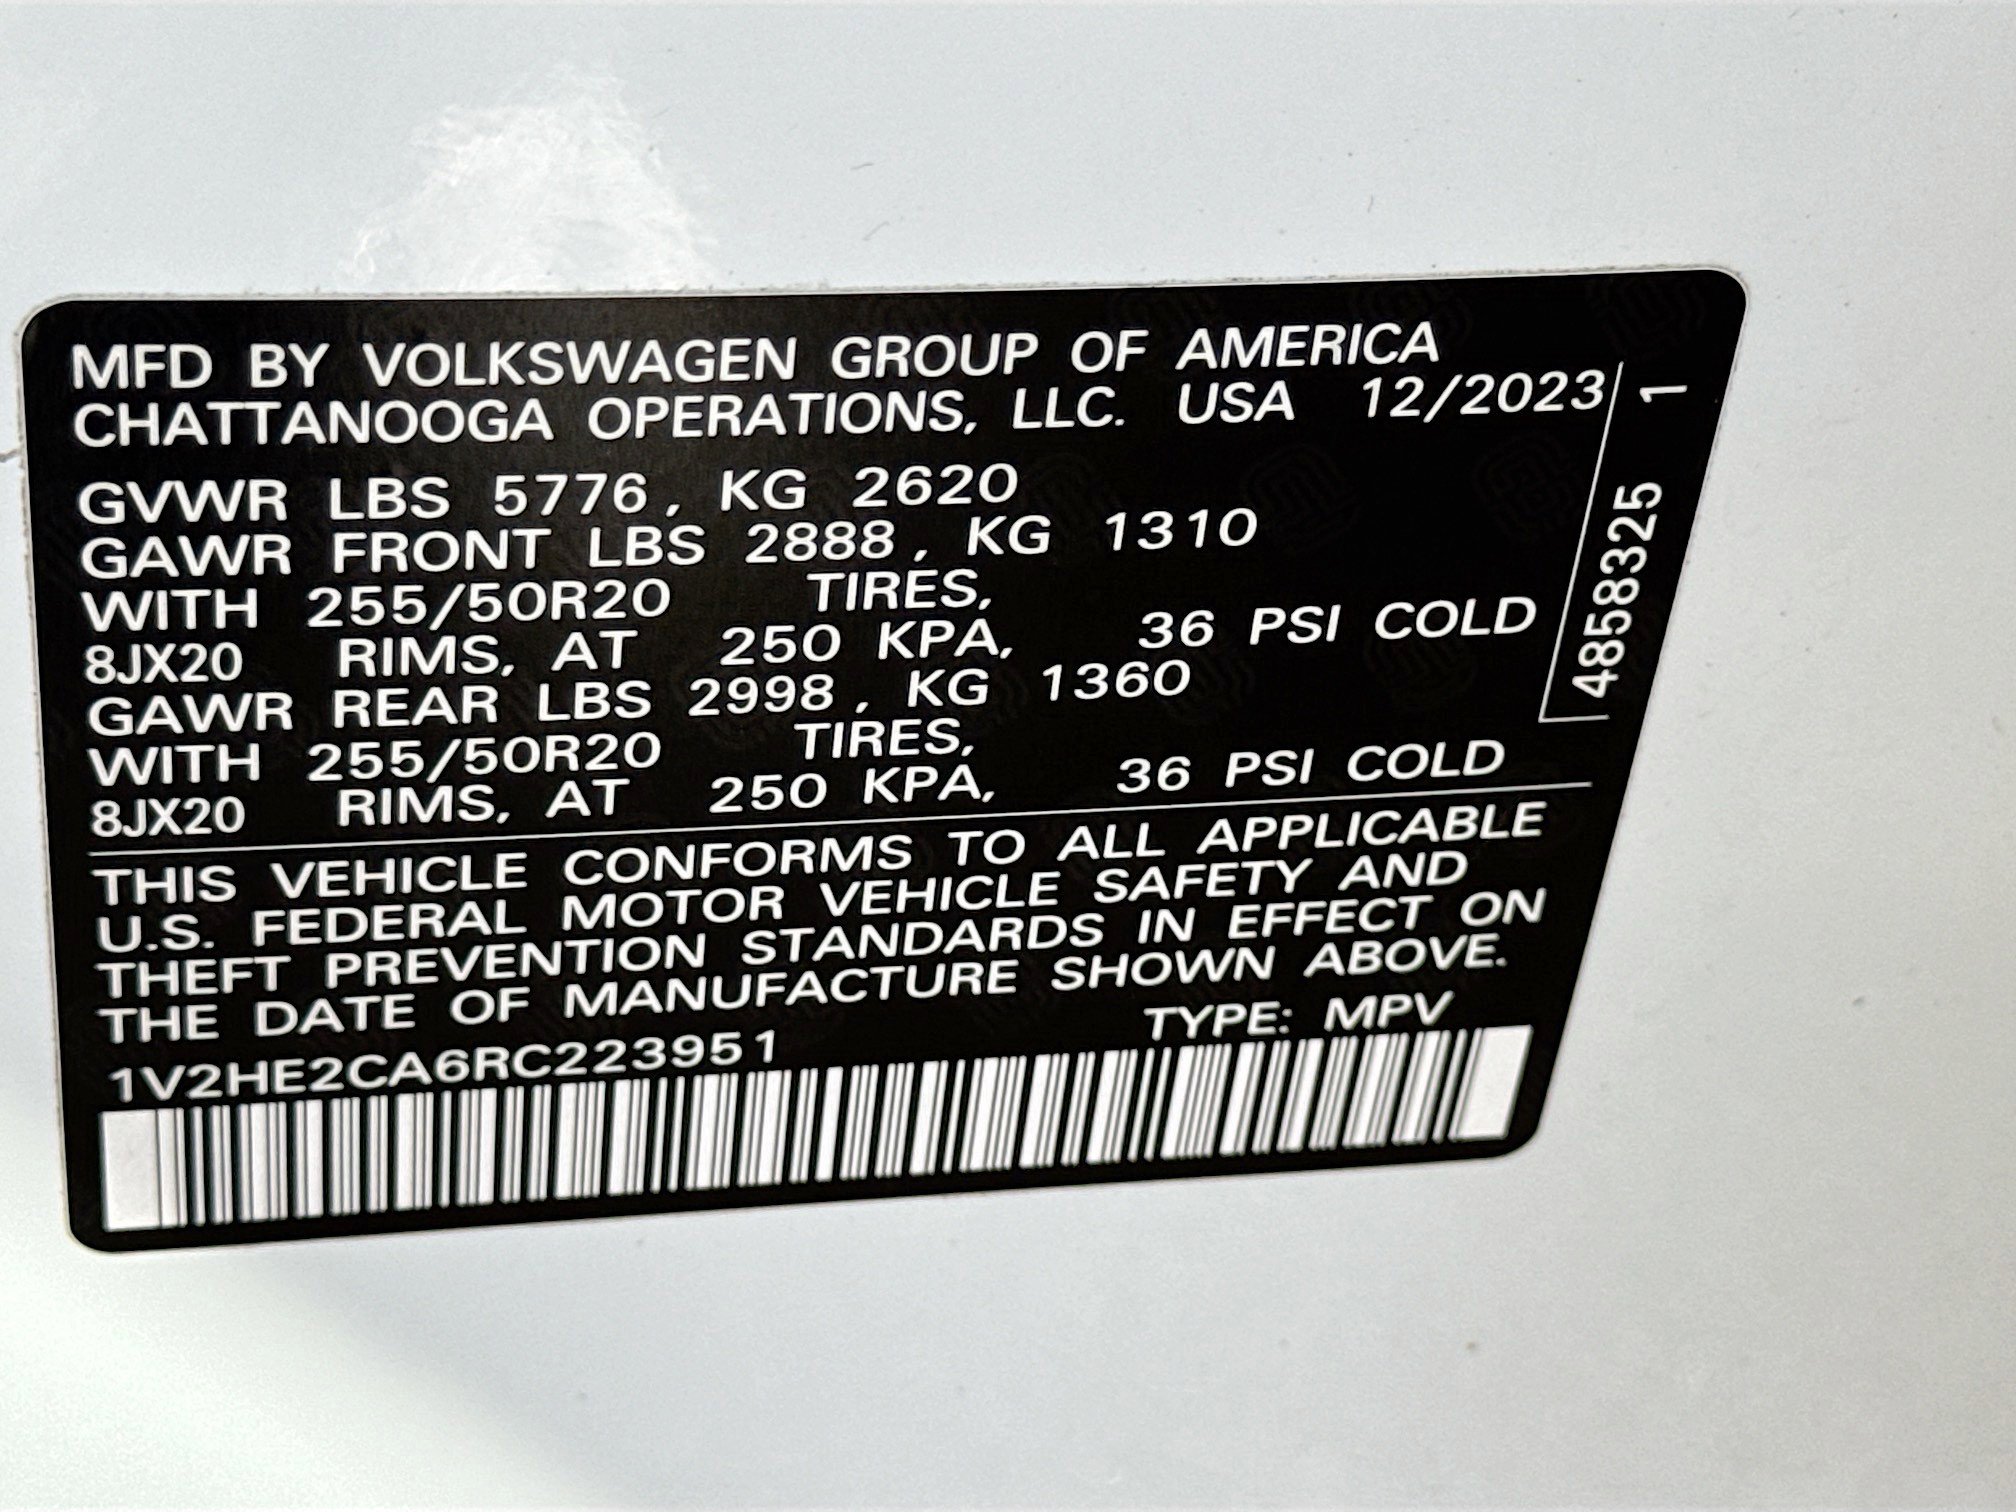 MFD BY VOLKSWAGEN GROUP OF AMERICA
CHATTANOOGA OPERATIONS, LLC. USA 12/2023
GVWR LBS 5776, KG 2620
GAWR FRONT LBS 2888, KG 1310
WITH 255/50R20 TIRES,
8JX20 RIMS, AT 250 KPA, 36 PSI COLD
GAWR REAR LBS 2998, KG 1360
WITH 255/50R20 TIRES,
8JX20 RIMS, AT 250 KPA, 36 PSI COLD
THIS VEHICLE CONFORMS TO ALL APPLICABLE
U.S. FEDERAL MOTOR VEHICLE SAFETY AND
THEFT PREVENTION STANDARDS IN EFFECT ON
THE DATE OF MANUFACTURE SHOWN ABOVE.
1V2HE2CA6RC223951 TYPE: MPV
4858325 1